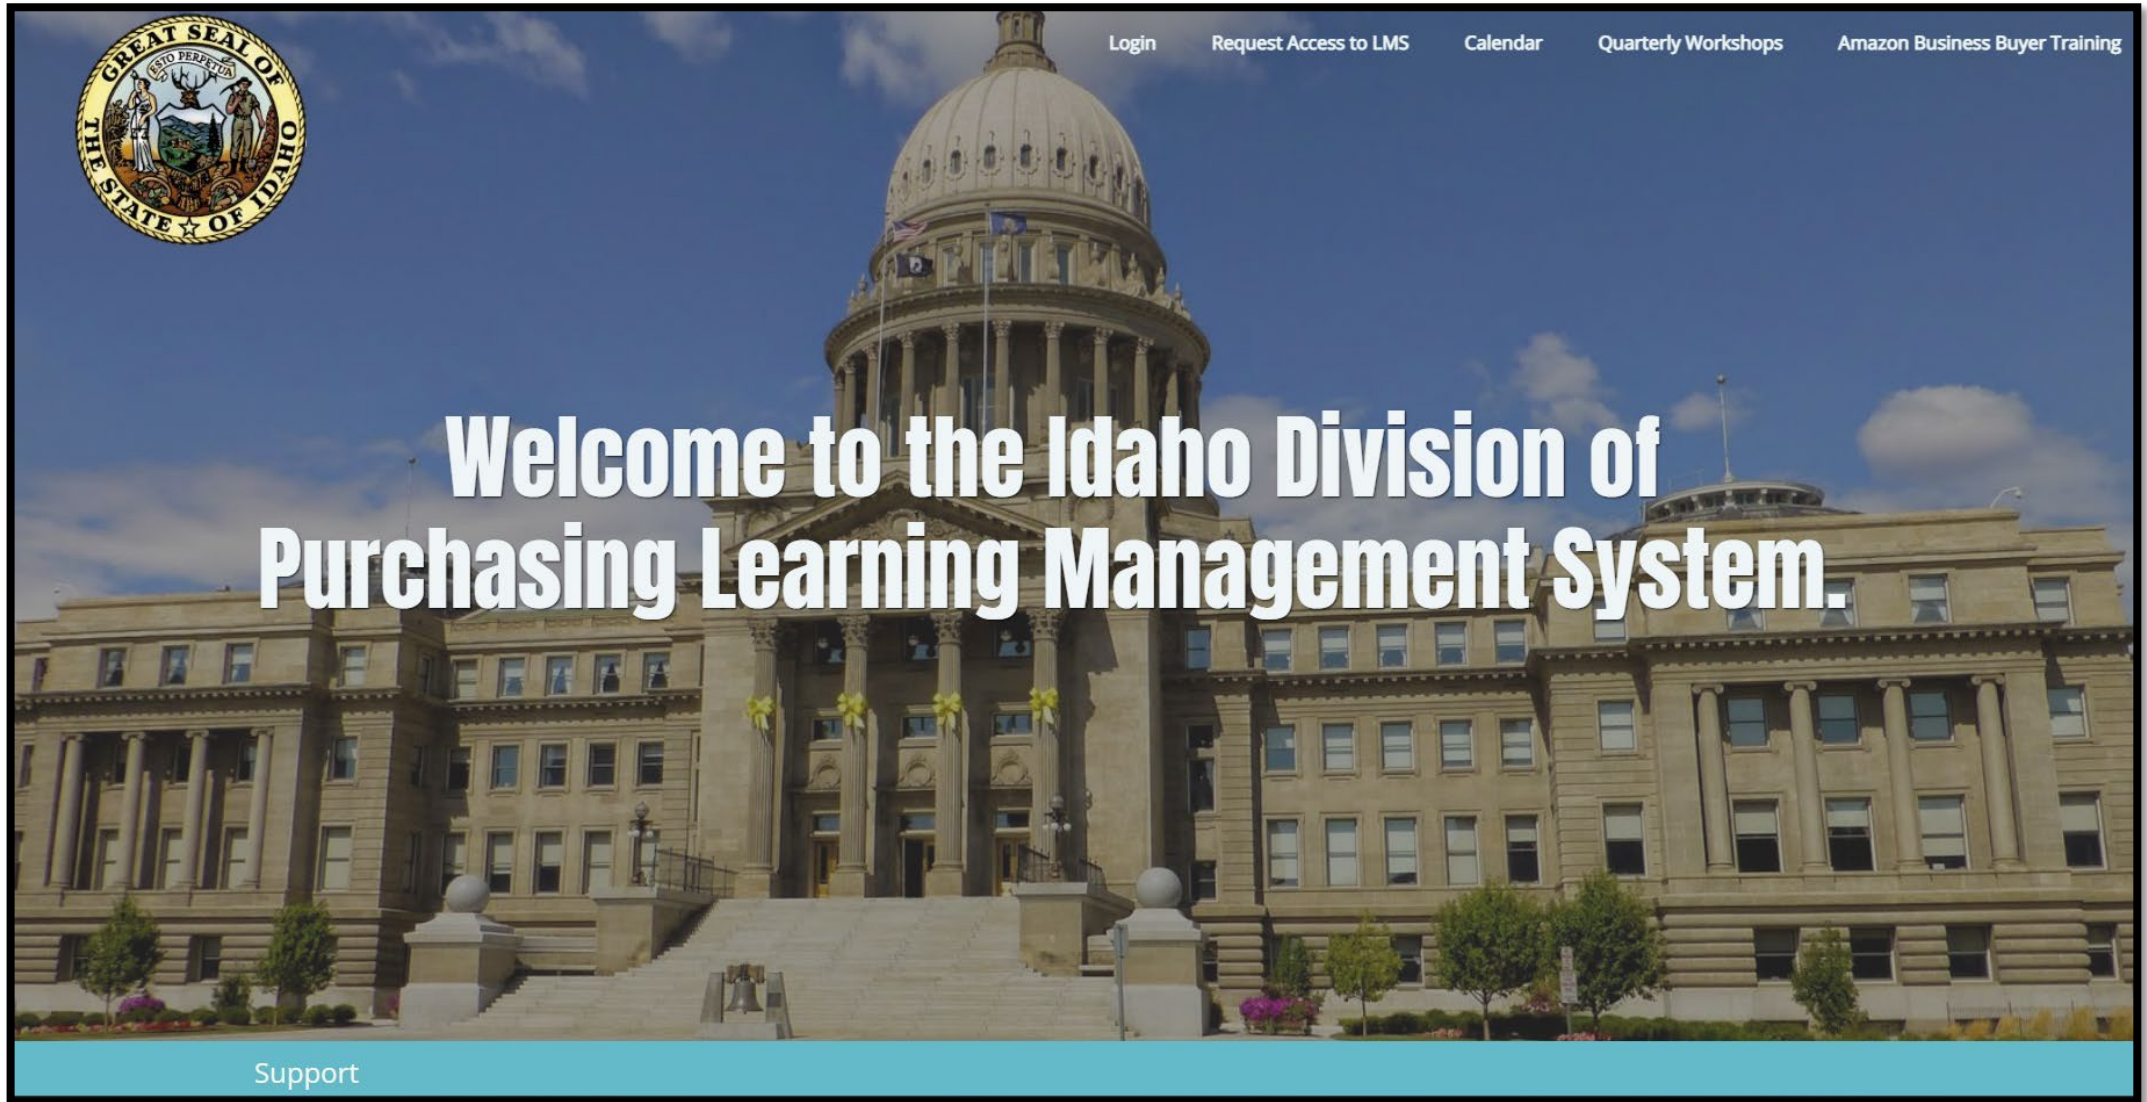 GREAT SEAL OF
THE STATE ☆ OF IDAHO
ESTO PERPETUA
Login Request Access to LMS Calendar Quarterly Workshops Amazon Business Buyer Training
Welcome to the Idaho Division of
Purchasing Learning Management System.
Support